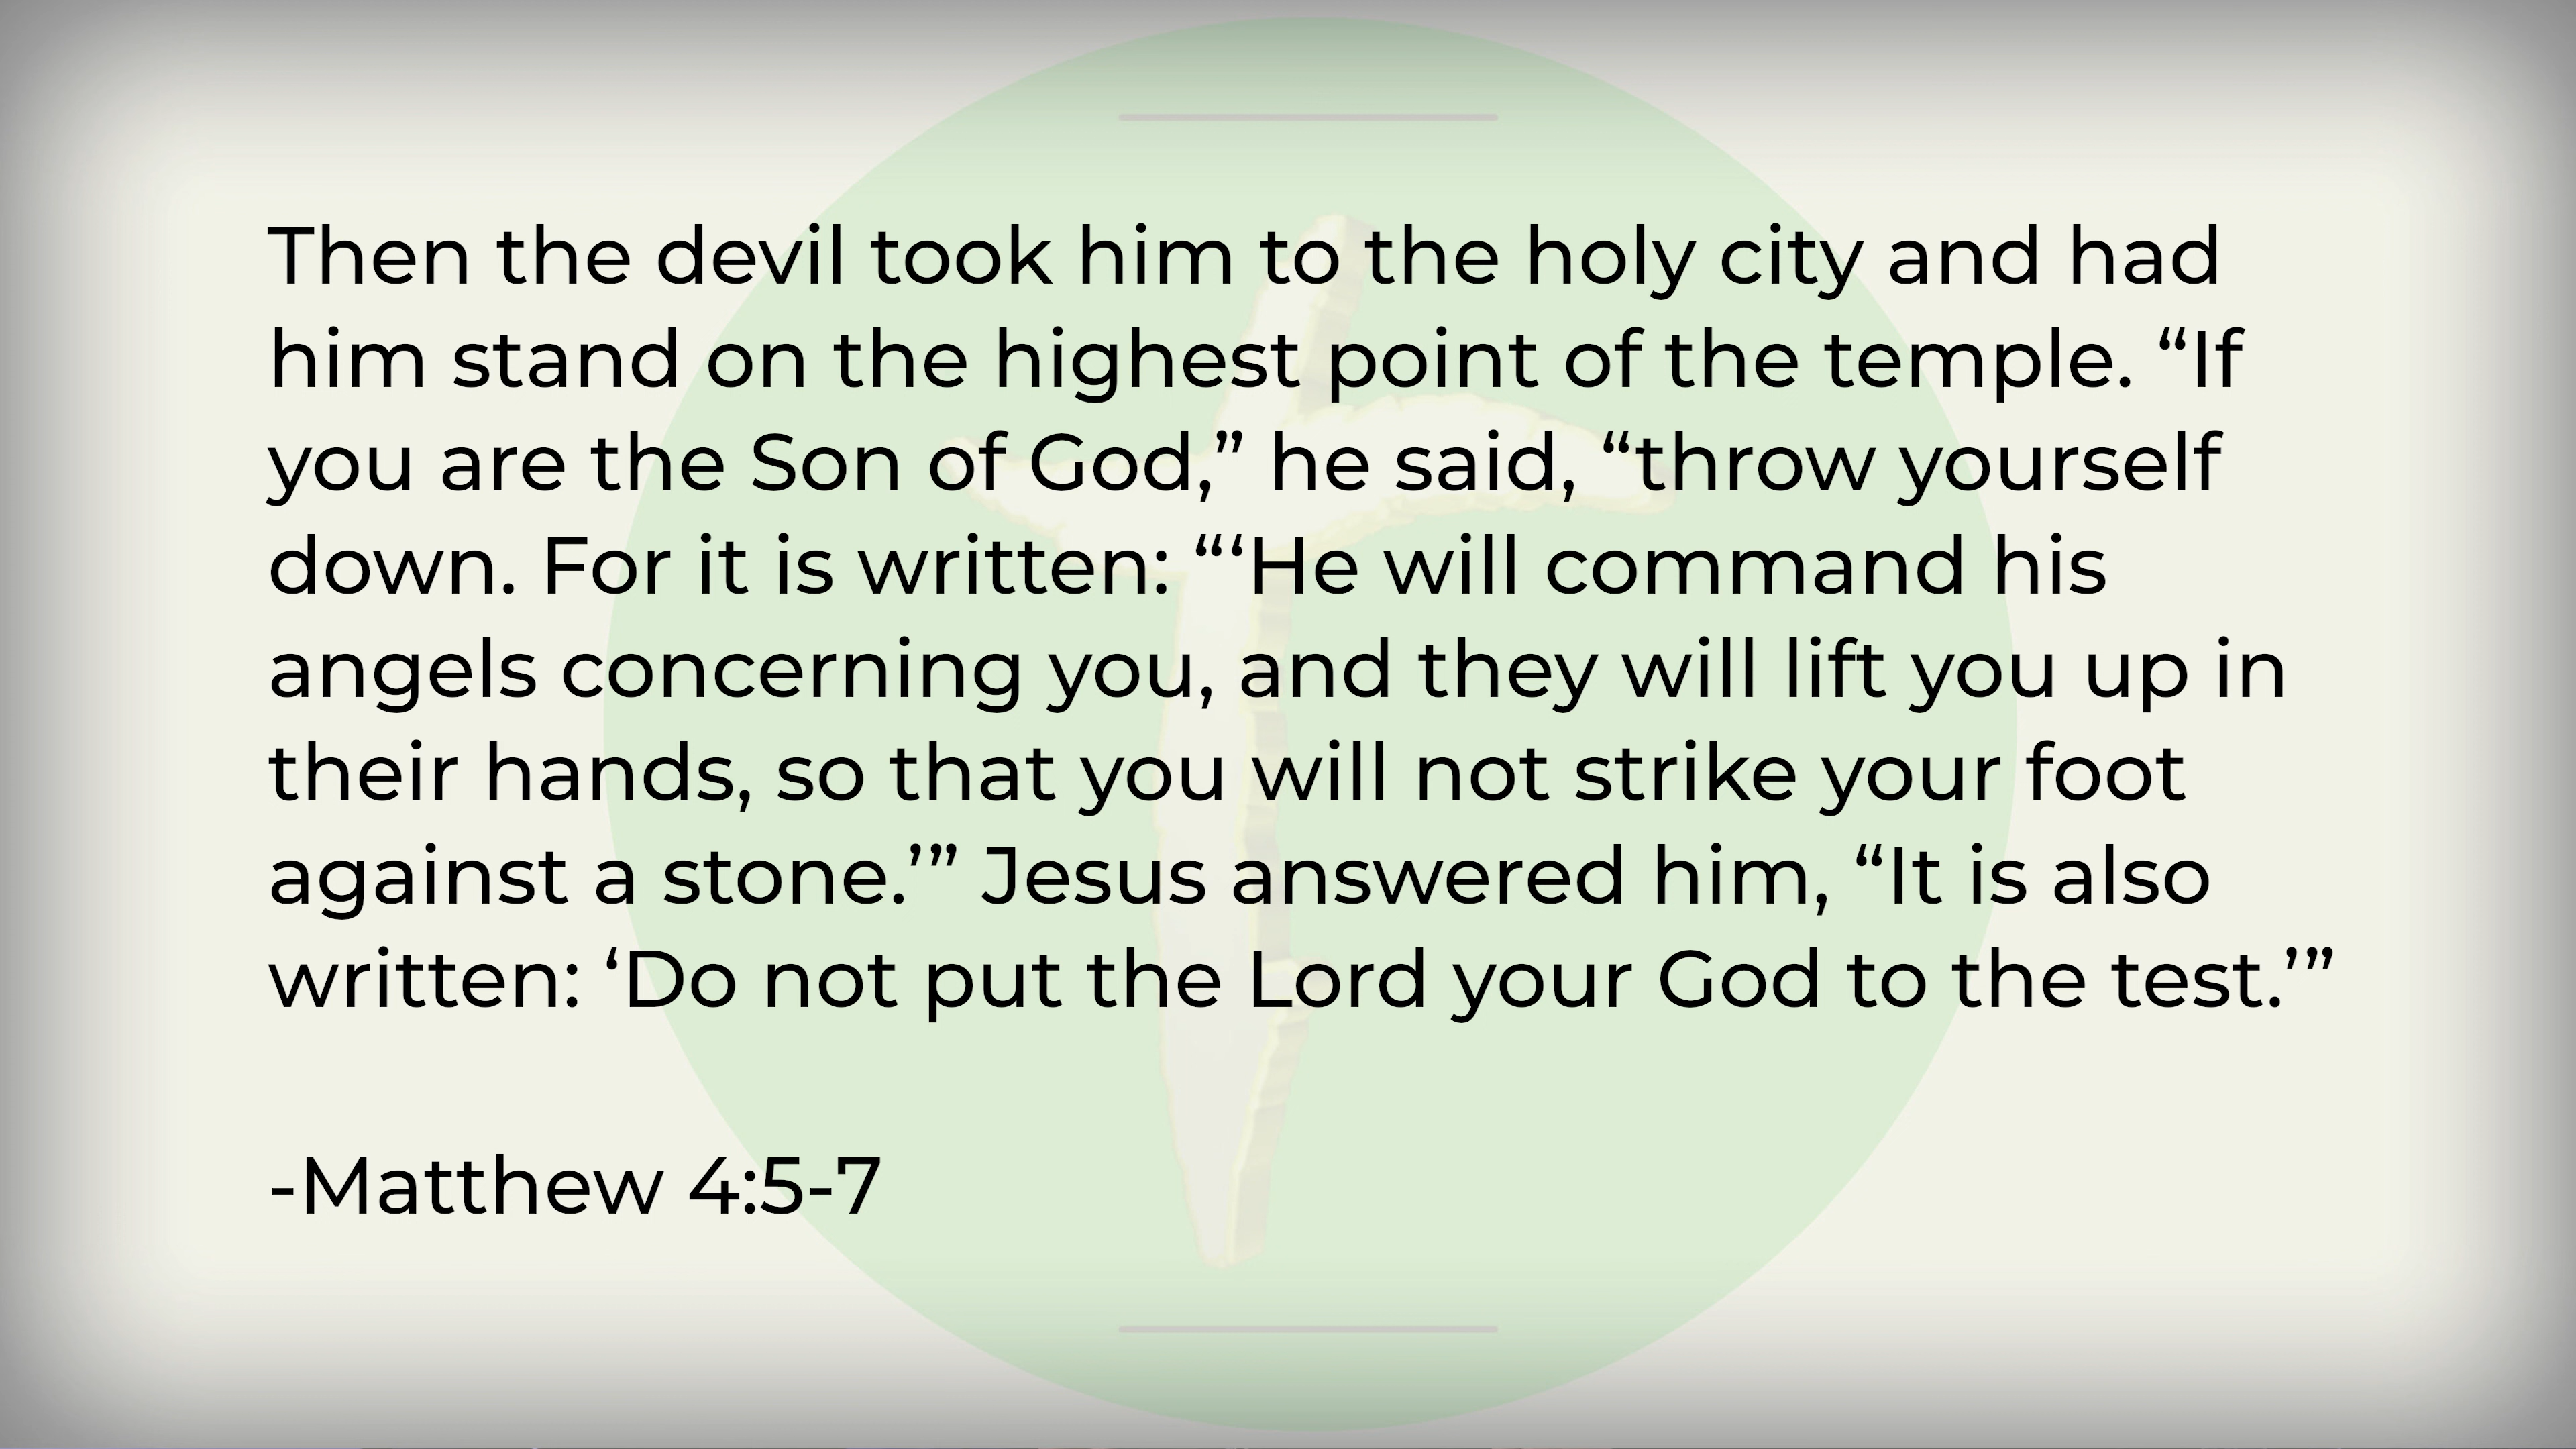 Then the devil took him to the holy city and had
him stand on the highest point of the temple. “If
you are the Son of God,” he said, “throw yourself
down. For it is written: “‘He will command his
angels concerning you, and they will lift you up in
their hands, so that you will not strike your foot
against a stone.’” Jesus answered him, “It is also
written: ‘Do not put the Lord your God to the test.’”
-Matthew 4:5-7